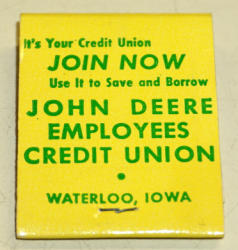 It's Your Credit Union
JOIN NOW
Use It to Save and Borrow
JOHN DEERE
EMPLOYEES
CREDIT UNION
WATERLOO, IOWA